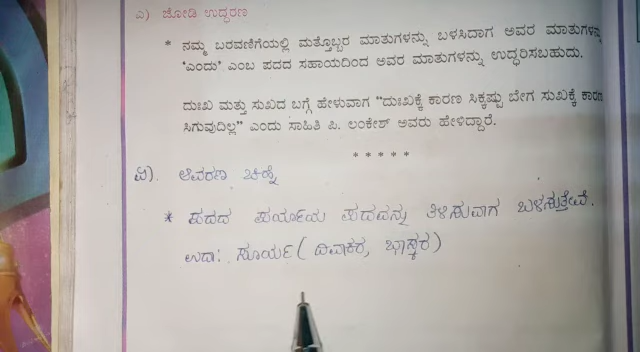 ಎ) ಜೋಡಿ ಉದ್ಧರಣ
* ನಮ್ಮ ಬರವಣಿಗೆಯಲ್ಲಿ ಮತ್ತೊಬ್ಬರ ಮಾತುಗಳನ್ನು ಬಳಸಿದಾಗ ಅವರ ಮಾತುಗಳನ್ನು
'ಎಂದು' ಎಂಬ ಪದದ ಸಹಾಯದಿಂದ ಅವರ ಮಾತುಗಳನ್ನು ಉದ್ಧರಿಸಬಹುದು.
ದುಃಖ ಮತ್ತು ಸುಖದ ಬಗ್ಗೆ ಹೇಳುವಾಗ "ದುಃಖಕ್ಕೆ ಕಾರಣ ಸಿಕ್ಕಷ್ಟು ಬೇಗ ಸುಖಕ್ಕೆ ಕಾರಣ
ಸಿಗುವುದಿಲ್ಲ" ಎಂದು ಸಾಹಿತಿ ಪಿ. ಲಂಕೇಶ್ ಅವರು ಹೇಳಿದ್ದಾರೆ.
* * * * *
ಏ). ಆವರಣ ಚಿಹ್ನೆ
* ಪದದ ಪರ್ಯಾಯ ಪದವನ್ನು ತಿಳಿಸುವಾಗ ಬಳಸುತ್ತೇವೆ.
ಉದಾ: ಸೂರ್ಯ ( ದಿವಾಕರ, ಭಾಸ್ಕರ )